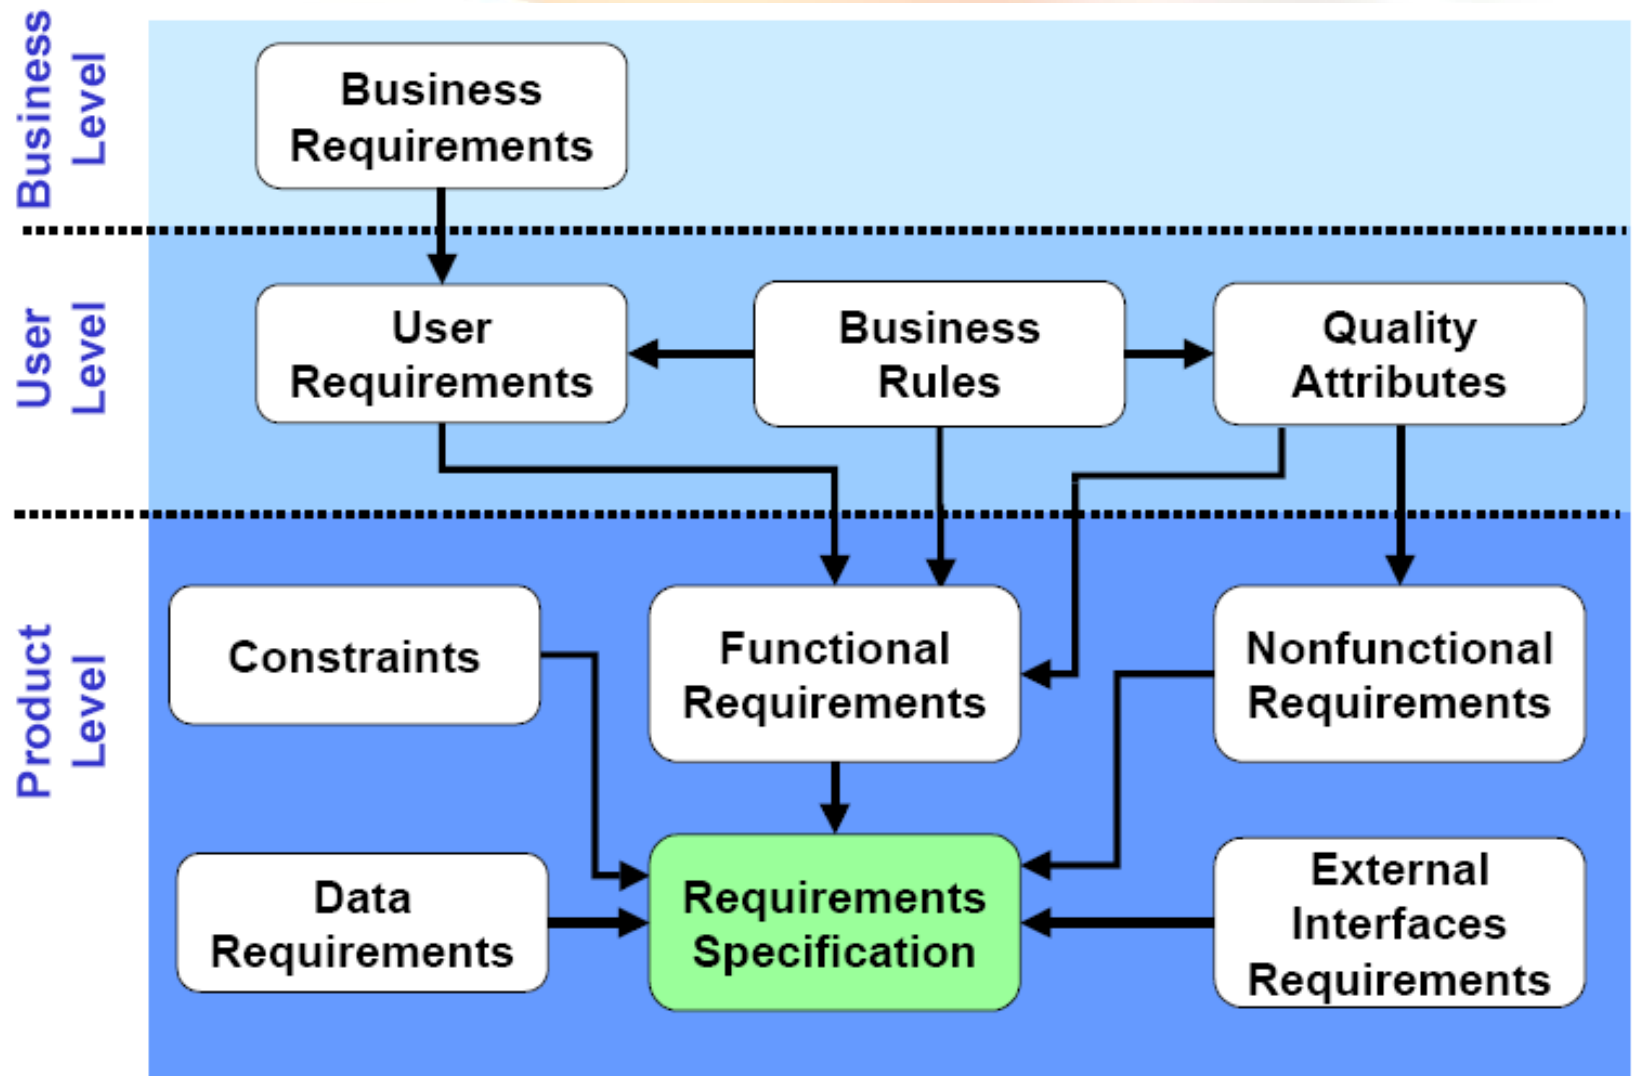 Business
Level
Business
Requirements
User
Level
User
Requirements
Business
Rules
Quality
Attributes
Product
Level
Constraints
Functional
Requirements
Nonfunctional
Requirements
Data
Requirements
Requirements
Specification
External
Interfaces
Requirements